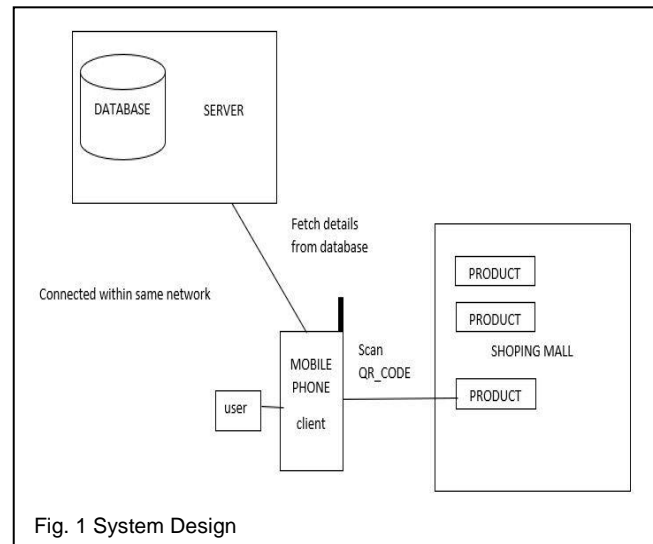 DATABASE
SERVER
Fetch details
from database
Connected within same network
PRODUCT
PRODUCT
SHOPING MALL
PRODUCT
Scan
QR_CODE
MOBILE
PHONE
client
user
Fig. 1 System Design